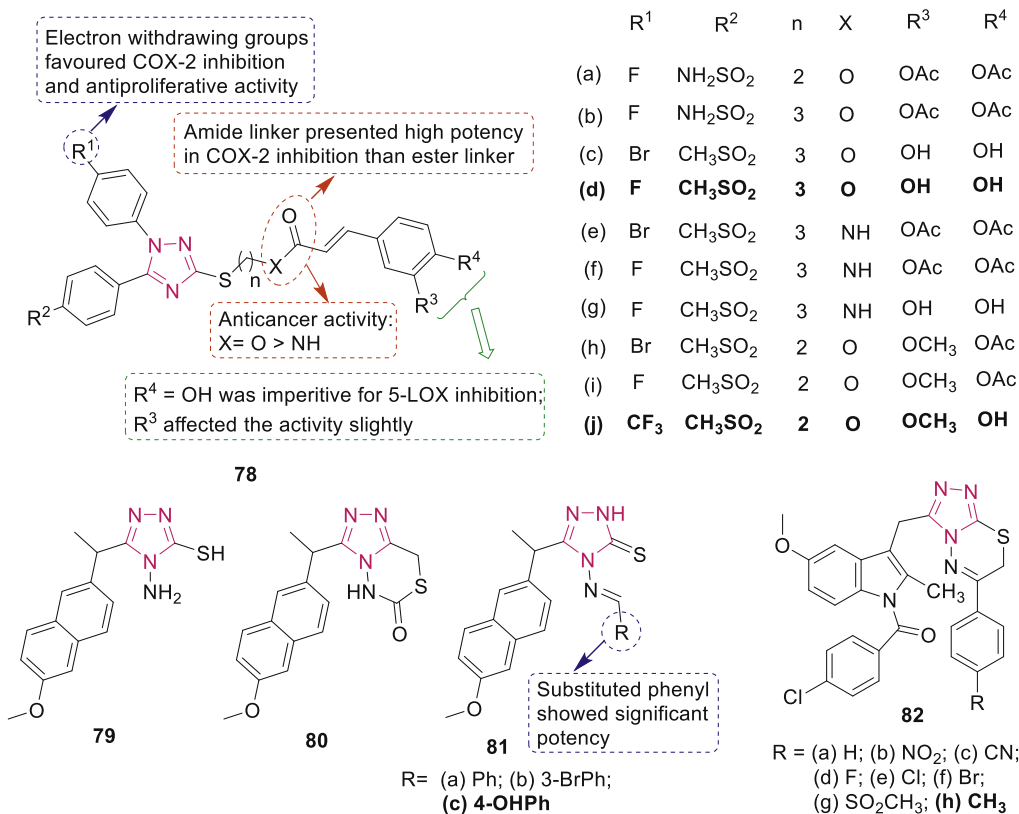 Electron withdrawing groups
favoured COX-2 inhibition
and antiproliferative activity
Amide linker presented high potency
in COX-2 inhibition than ester linker
R¹
N N
N
S
n
X
O
R⁴
R³
R²
Anticancer activity:
X= O > NH
R⁴ = OH was imperitive for 5-LOX inhibition;
R³ affected the activity slightly
78
R¹ R² n X R³ R⁴
(a) F NH₂SO₂ 2 O OAc OAc
(b) F NH₂SO₂ 3 O OAc OAc
(c) Br CH₃SO₂ 3 O OH OH
(d) F CH₃SO₂ 3 O OH OH
(e) Br CH₃SO₂ 3 NH OAc OAc
(f) F CH₃SO₂ 3 NH OAc OAc
(g) F CH₃SO₂ 3 NH OH OH
(h) Br CH₃SO₂ 2 O OCH₃ OAc
(i) F CH₃SO₂ 2 O OCH₃ OAc
(j) CF₃ CH₃SO₂ 2 O OCH₃ OH
N N
N
SH
NH₂
O
79
N N
N
HN
S
O
O
80
N NH
N
S
N
R
O
Substituted phenyl
showed significant
potency
81
R= (a) Ph; (b) 3-BrPh;
(c) 4-OHPh
N N
N
S
N
O
CH₃
N
O
Cl
R
82
R = (a) H; (b) NO₂; (c) CN;
(d) F; (e) Cl; (f) Br;
(g) SO₂CH₃; (h) CH₃